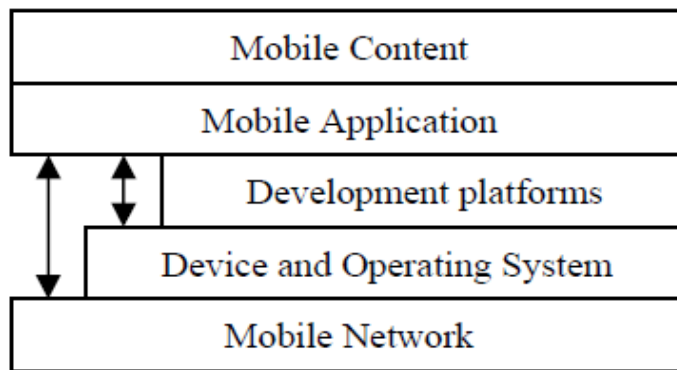 Mobile Content
Mobile Application
Development platforms
Device and Operating System
Mobile Network